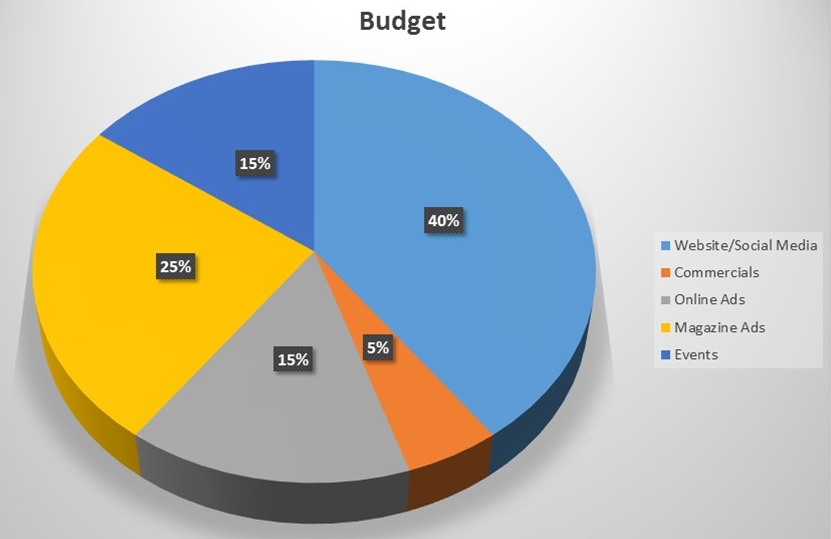 Budget
15%
40%
25%
15%
5%
Website/Social Media
Commercials
Online Ads
Magazine Ads
Events